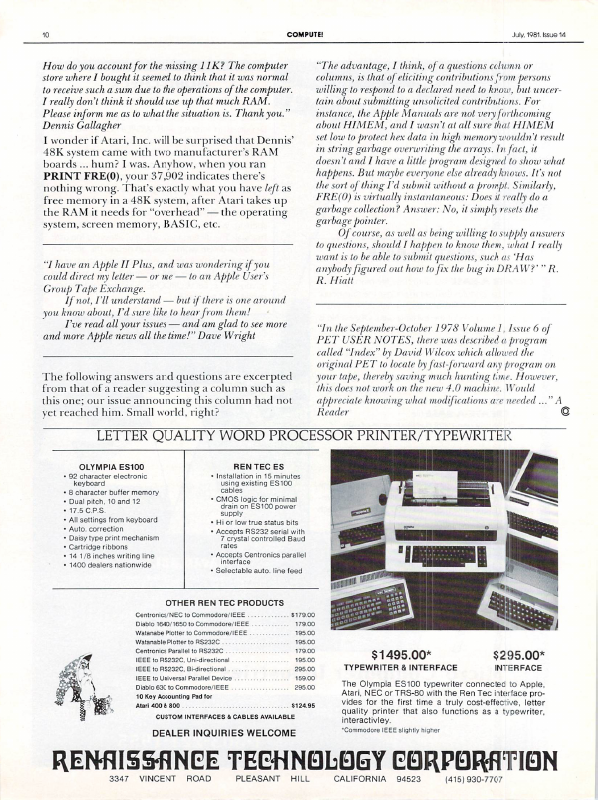 10
COMPUTE!
July, 1981. Issue 14
How do you account for the missing 11K? The computer
store where I bought it seemed to think that it was normal
to receive such a sum due to the operations of the computer.
I really don't think it should use up that much RAM.
Please inform me as to what the situation is. Thank you."
Dennis Gallagher
I wonder if Atari, Inc. will be surprised that Dennis'
48K system came with two manufacturer's RAM
boards ... hum? I was. Anyhow, when you ran
PRINT FRE(0), your 37,902 indicates there's
nothing wrong. That's exactly what you have left as
free memory in a 48K system, after Atari takes up
the RAM it needs for "overhead" — the operating
system, screen memory, BASIC, etc.
"I have an Apple II Plus, and was wondering if you
could direct my letter — or me — to an Apple User's
Group Tape Exchange.
If not, I'll understand — but if there is one around
you know about, I'd sure like to hear from them!
I've read all your issues — and am glad to see more
and more Apple news all the time!" Dave Wright
The following answers and questions are excerpted
from that of a reader suggesting a column such as
this one; our issue announcing this column had not
yet reached him. Small world, right?
"The advantage, I think, of a questions column or
columns, is that of eliciting contributions from persons
willing to respond to a declared need to know, but uncer-
tain about submitting unsolicited contributions. For
instance, the Apple Manuals are not very forthcoming
about HIMEM, and I wasn't at all sure that HIMEM
set low to protect hex data in high memory wouldn't result
in string garbage overwriting the arrays. In fact, it
doesn't and I have a little program designed to show what
happens. But maybe everyone else already knows. It's not
the sort of thing I'd submit without a prompt. Similarly,
FRE(0) is virtually instantaneous: Does it really do a
garbage collection? Answer: No, it simply resets the
garbage pointer.
Of course, as well as being willing to supply answers
to questions, should I happen to know them, what I really
want is to be able to submit questions, such as 'Has
anybody figured out how to fix the bug in DRAW?' " R.
R. Hiatt
"In the September-October 1978 Volume 1, Issue 6 of
PET USER NOTES, there was described a program
called "Index" by David Wilcox which allowed the
original PET to locate by fast-forward any program on
your tape, thereby saving much hunting time. However,
this does not work on the new 4.0 machine. Would
appreciate knowing what modifications are needed ..." A
Reader
©
LETTER QUALITY WORD PROCESSOR PRINTER/TYPEWRITER
OLYMPIA ES100
• 92 character electronic
keyboard
• 8 character buffer memory
• Dual pitch, 10 and 12
• 17.5 C.P.S.
• All settings from keyboard
• Auto. correction
• Daisy type print mechanism
• Cartridge ribbons
• 14 1/8 inches writing line
• 1400 dealers nationwide
REN TEC ES
• Installation in 15 minutes
using existing ES100
cables
• CMOS logic for minimal
drain on ES100 power
supply
• Hi or low true status bits
• Accepts RS232 serial with
7 crystal controlled Baud
rates
• Accepts Centronics parallel
interface
• Selectable auto. line feed
OTHER REN TEC PRODUCTS
Centronics/NEC to Commodore/IEEE ............ $179.00
Diablo 1640/1650 to Commodore/IEEE ............ 179.00
Watanabe Plotter to Commodore/IEEE ............ 195.00
Watanabe Plotter to RS232C ............ 195.00
Centronics Parallel to RS232C ............ 179.00
IEEE to RS232C, Uni-directional ............ 195.00
IEEE to RS232C, Bi-directional ............ 295.00
IEEE to Universal Parallel Device ............ 159.00
Diablo 630 to Commodore/IEEE ............ 295.00
10 Key Accounting Pad for
Atari 400 & 800 ............ $124.95
CUSTOM INTERFACES & CABLES AVAILABLE
DEALER INQUIRIES WELCOME
$1495.00*
TYPEWRITER & INTERFACE
$295.00*
INTERFACE
The Olympia ES100 typewriter connected to Apple,
Atari, NEC or TRS-80 with the Ren Tec interface pro-
vides for the first time a truly cost-effective, letter
quality printer that also functions as a typewriter,
interactivley.
*Commodore IEEE slightly higher
RENAISSANCE TECHNOLOGY CORPORATION
3347 VINCENT ROAD PLEASANT HILL CALIFORNIA 94523 (415) 930-7707